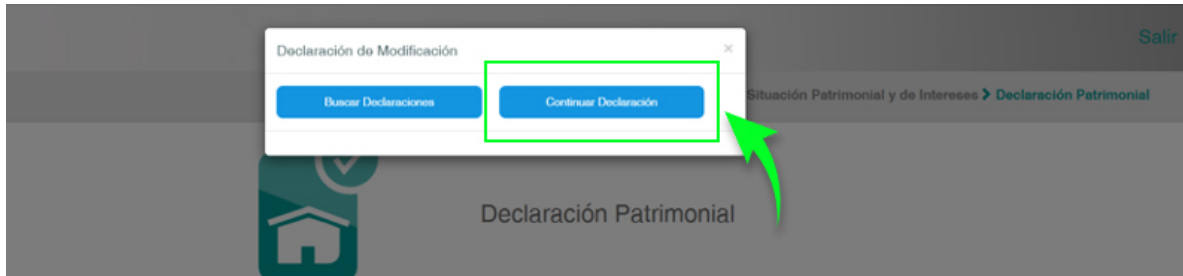 Salir
Declaración de Modificación ×
Buscar Declaraciones Continuar Declaración
Situación Patrimonial y de Intereses > Declaración Patrimonial
Declaración Patrimonial